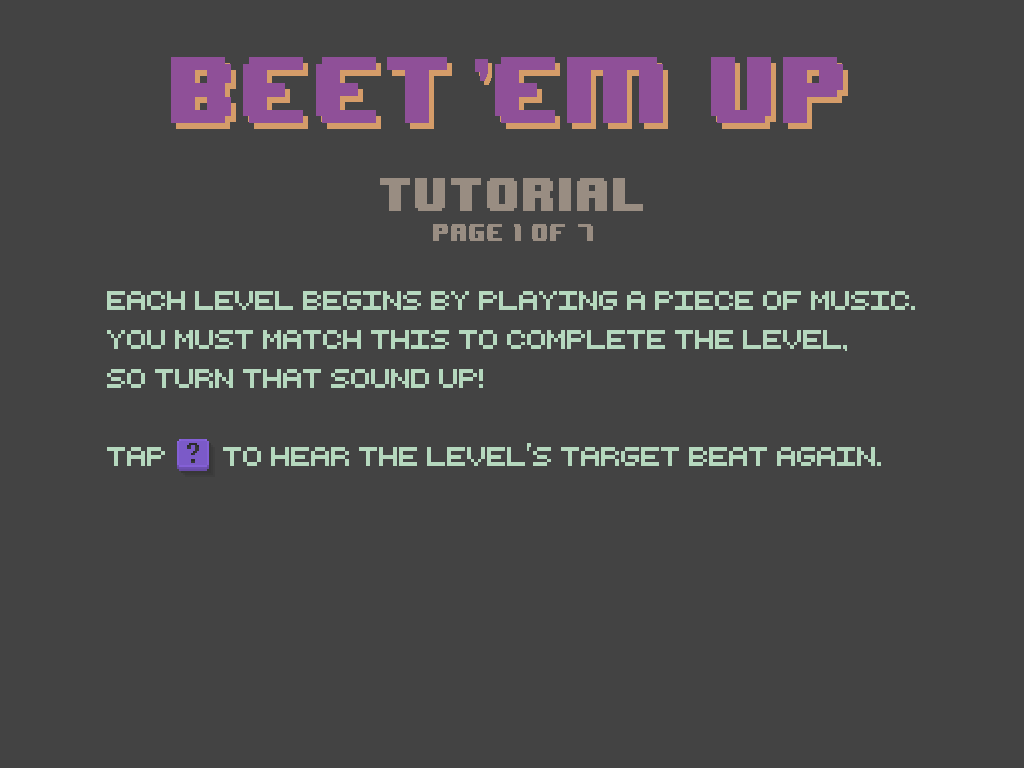 BEET 'EM UP
TUTORIAL
PAGE 1 OF 7
EACH LEVEL BEGINS BY PLAYING A PIECE OF MUSIC.
YOU MUST MATCH THIS TO COMPLETE THE LEVEL,
SO TURN THAT SOUND UP!
TAP ? TO HEAR THE LEVEL'S TARGET BEAT AGAIN.